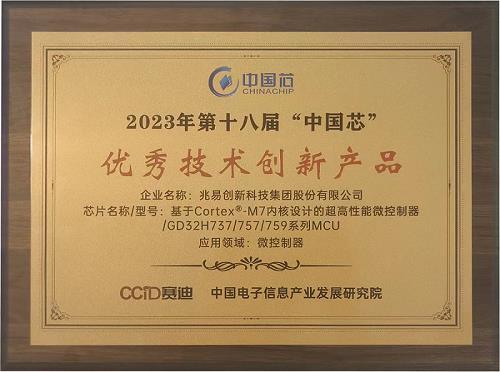 中国芯
CHINACHIP
2023年第十八届“中国芯”
优秀技术创新产品
企业名称：兆易创新科技集团股份有限公司
芯片名称/型号：基于Cortex®-M7内核设计的超高性能微控制器
/GD32H737/757/759系列MCU
应用领域：微控制器
CCID赛迪 中国电子信息产业发展研究院